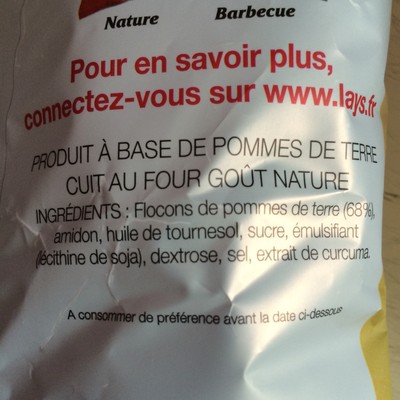 Nature Barbecue
Pour en savoir plus,
connectez-vous sur www.lays.fr
PRODUIT À BASE DE POMMES DE TERRE
CUIT AU FOUR GOÛT NATURE
INGRÉDIENTS : Flocons de pommes de terre (68%),
amidon, huile de tournesol, sucre, émulsifiant
(lécithine de soja), dextrose, sel, extrait de curcuma.
A consommer de préférence avant la date ci-dessous